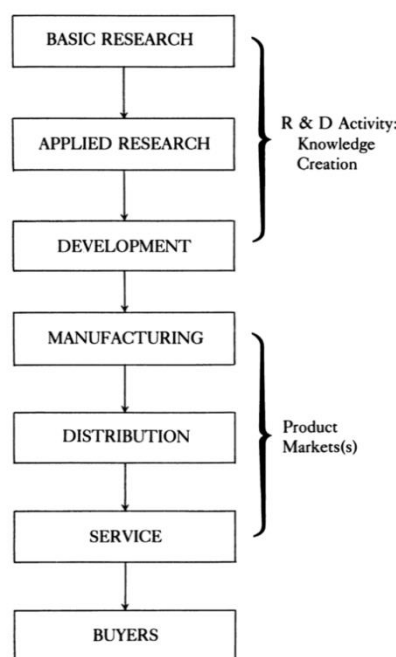 BASIC RESEARCH
R & D Activity:
Knowledge
Creation
APPLIED RESEARCH
DEVELOPMENT
MANUFACTURING
Product
Markets(s)
DISTRIBUTION
SERVICE
BUYERS